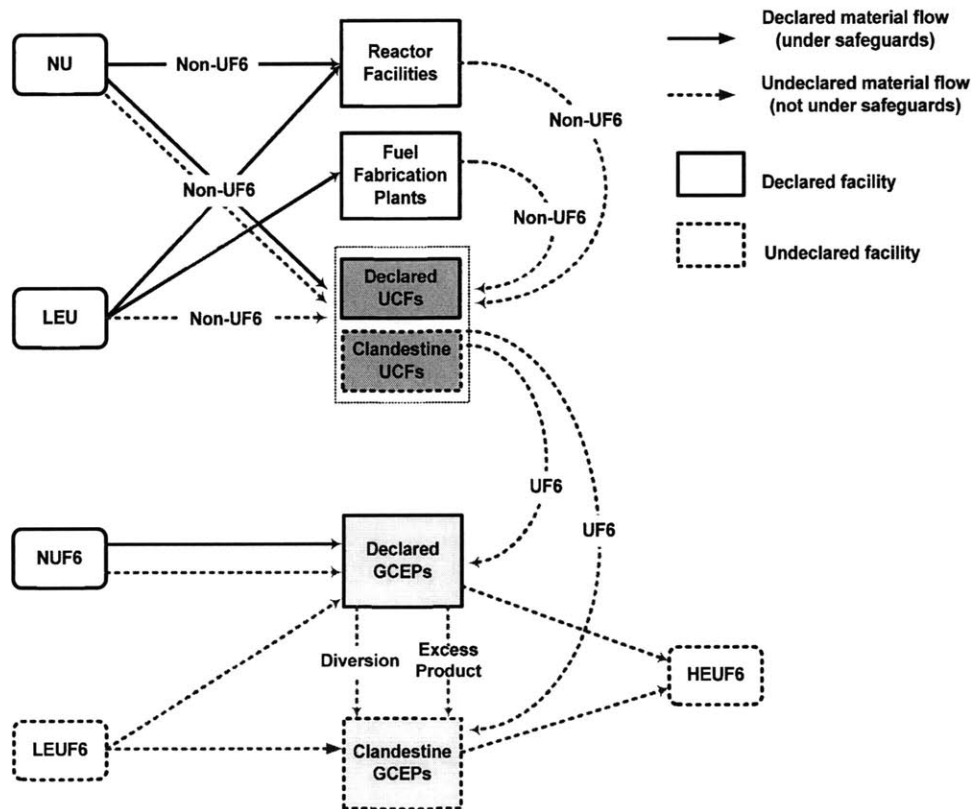 NU
Non-UF6
Reactor
Facilities
Declared material flow
(under safeguards)
Undeclared material flow
(not under safeguards)
Non-UF6
Fuel
Fabrication
Plants
Non-UF6
Non-UF6
Declared facility
Undeclared facility
LEU
Non-UF6
Declared
UCFs
Clandestine
UCFs
UF6
UF6
NUF6
Declared
GCEPs
Diversion
Excess
Product
HEUF6
LEUF6
Clandestine
GCEPs